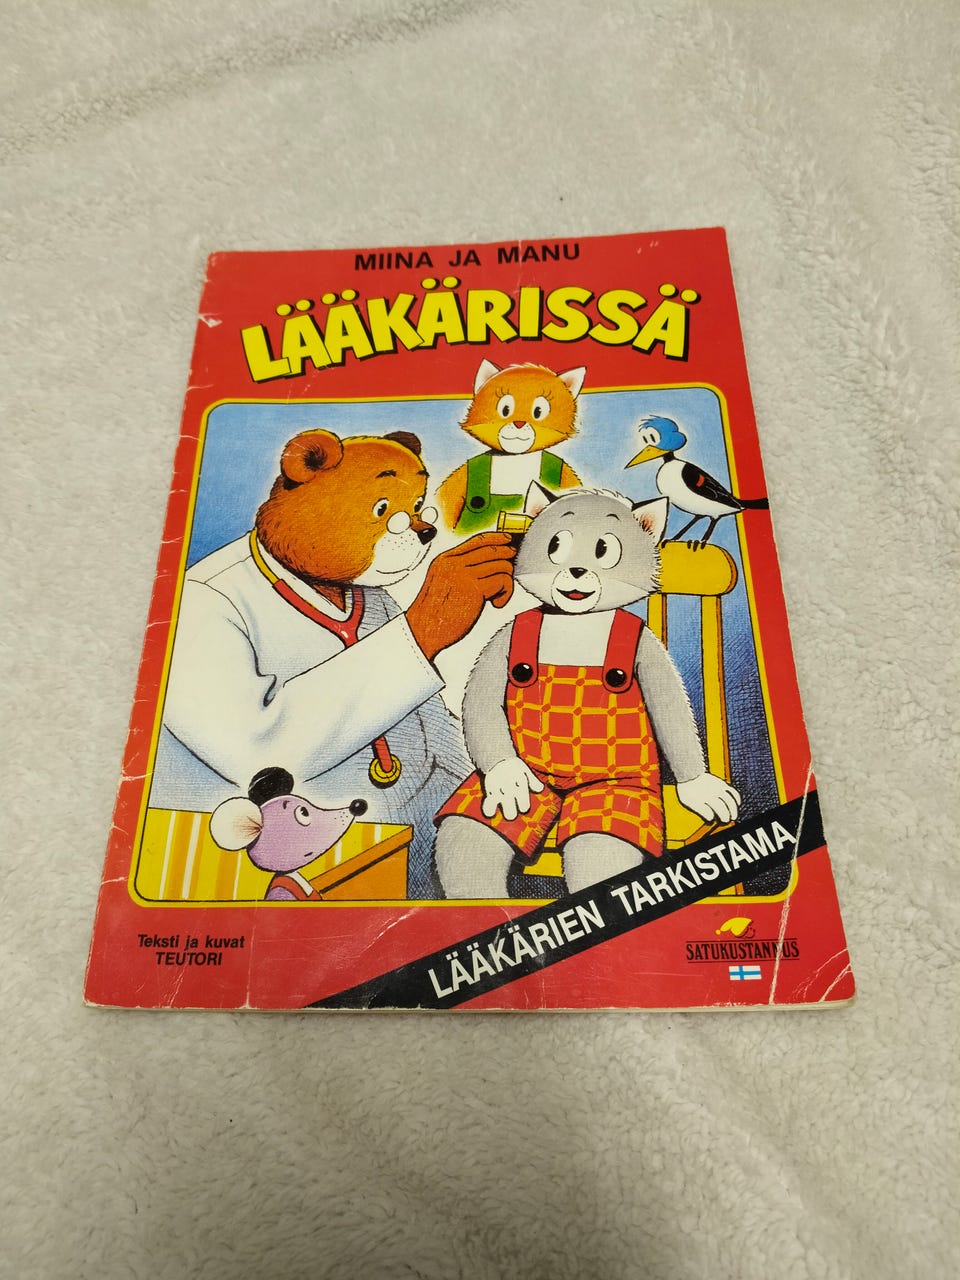 MIINA JA MANU
LÄÄKÄRISSÄ
LÄÄKÄRIEN TARKISTAMA
Teksti ja kuvat
TEUTORI
SATUKUSTANNUS